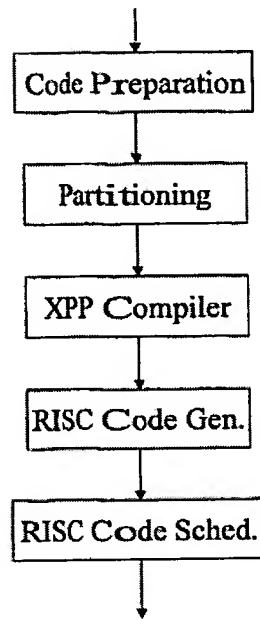 Code Preparation
Partitioning
XPP Compiler
RISC Code Gen.
RISC Code Sched.